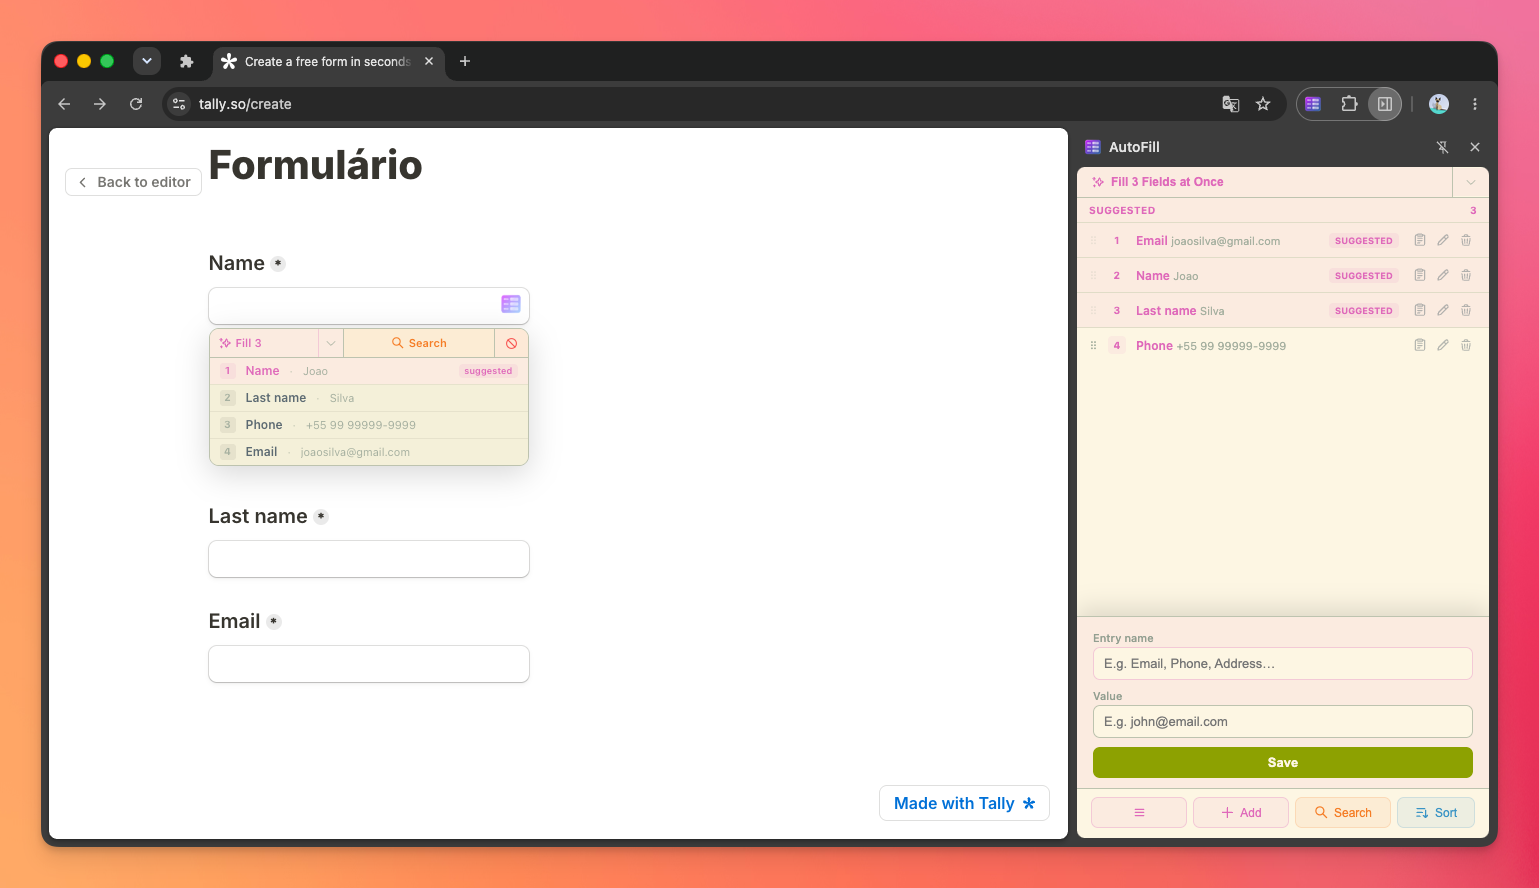 Create a free form in seconds
tally.so/create
Back to editor
Formulário
Name *
Fill 3
Search
1 Name · Joao suggested
2 Last name · Silva
3 Phone · +55 99 99999-9999
4 Email · joaosilva@gmail.com
Last name *
Email *
Made with Tally
AutoFill
Fill 3 Fields at Once
SUGGESTED 3
1 Email joaosilva@gmail.com SUGGESTED
2 Name Joao SUGGESTED
3 Last name Silva SUGGESTED
4 Phone +55 99 99999-9999
Entry name
E.g. Email, Phone, Address...
Value
E.g. john@email.com
Save
Add
Search
Sort